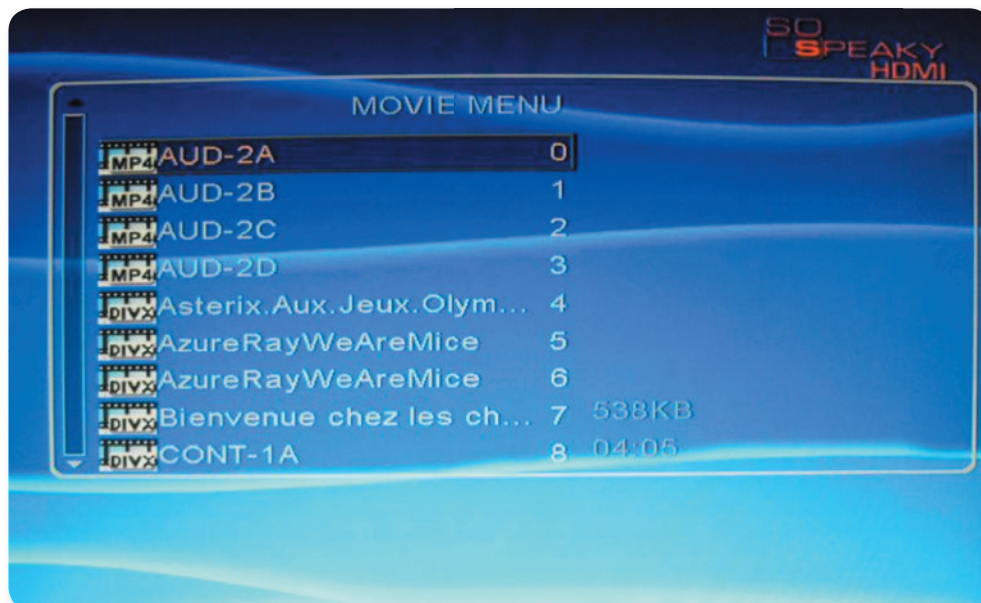 SO
SPEAKY
HDMI
MOVIE MENU
MP4 AUD-2A 0
MP4 AUD-2B 1
MP4 AUD-2C 2
MP4 AUD-2D 3
DIVX Asterix.Aux.Jeux.Olym... 4
DIVX AzureRayWeAreMice 5
DIVX AzureRayWeAreMice 6
DIVX Bienvenue chez les ch... 7 538KB
DIVX CONT-1A 8 04:05